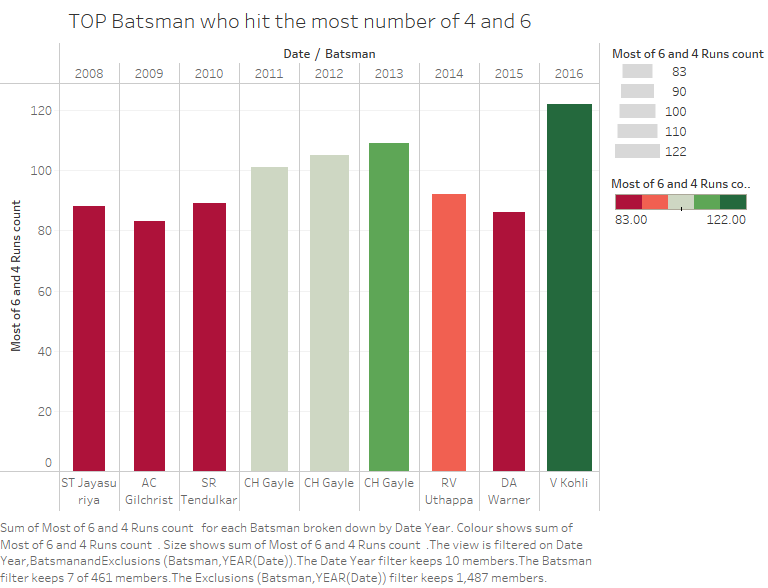 TOP Batsman who hit the most number of 4 and 6
Date / Batsman
2008 2009 2010 2011 2012 2013 2014 2015 2016
Most of 6 and 4 Runs count
120
100
80
60
40
20
0
ST Jayasu AC SR CH Gayle CH Gayle CH Gayle RV DA V Kohli
riya Gilchrist Tendulkar Uthappa Warner
Most of 6 and 4 Runs count
83
90
100
110
122
Most of 6 and 4 Runs co..
83.00 122.00
Sum of Most of 6 and 4 Runs count for each Batsman broken down by Date Year. Colour shows sum of
Most of 6 and 4 Runs count . Size shows sum of Most of 6 and 4 Runs count .The view is filtered on Date
Year,BatsmanandExclusions (Batsman,YEAR(Date)).The Date Year filter keeps 10 members.The Batsman
filter keeps 7 of 461 members.The Exclusions (Batsman,YEAR(Date)) filter keeps 1,487 members.